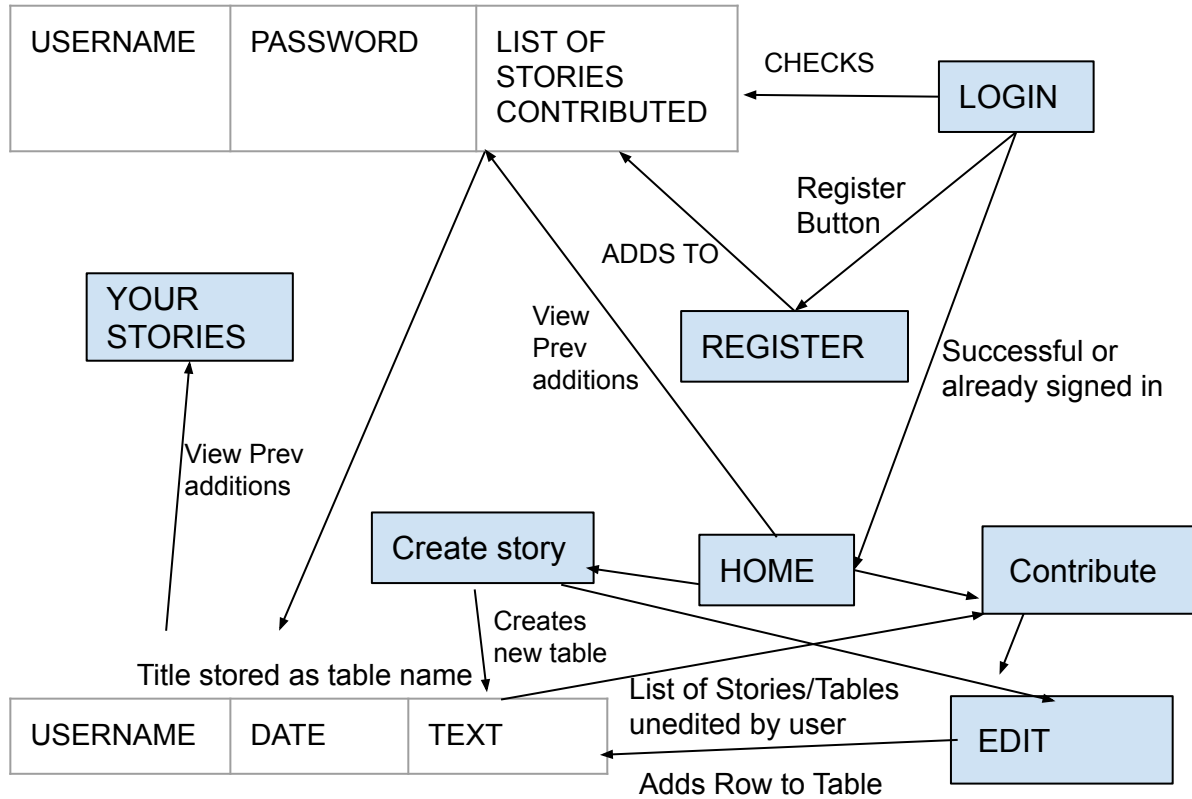 USERNAME
PASSWORD
LIST OF
STORIES
CONTRIBUTED
CHECKS
LOGIN
Register
Button
ADDS TO
YOUR
STORIES
View
Prev
additions
REGISTER
Successful or
already signed in
View Prev
additions
Create story
HOME
Contribute
Creates
new table
Title stored as table name
List of Stories/Tables
unedited by user
USERNAME
DATE
TEXT
EDIT
Adds Row to Table